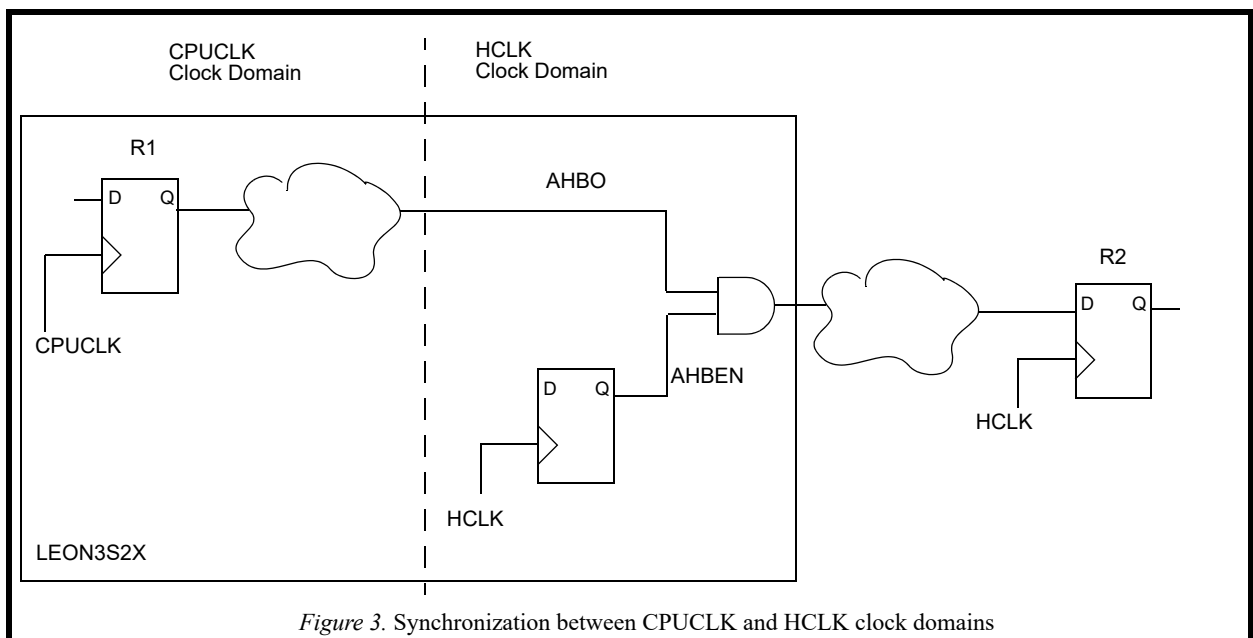 CPUCLK
Clock Domain
HCLK
Clock Domain
R1
D
Q
CPUCLK
AHBO
AHBEN
D
Q
HCLK
R2
D
Q
HCLK
LEON3S2X
Figure 3. Synchronization between CPUCLK and HCLK clock domains